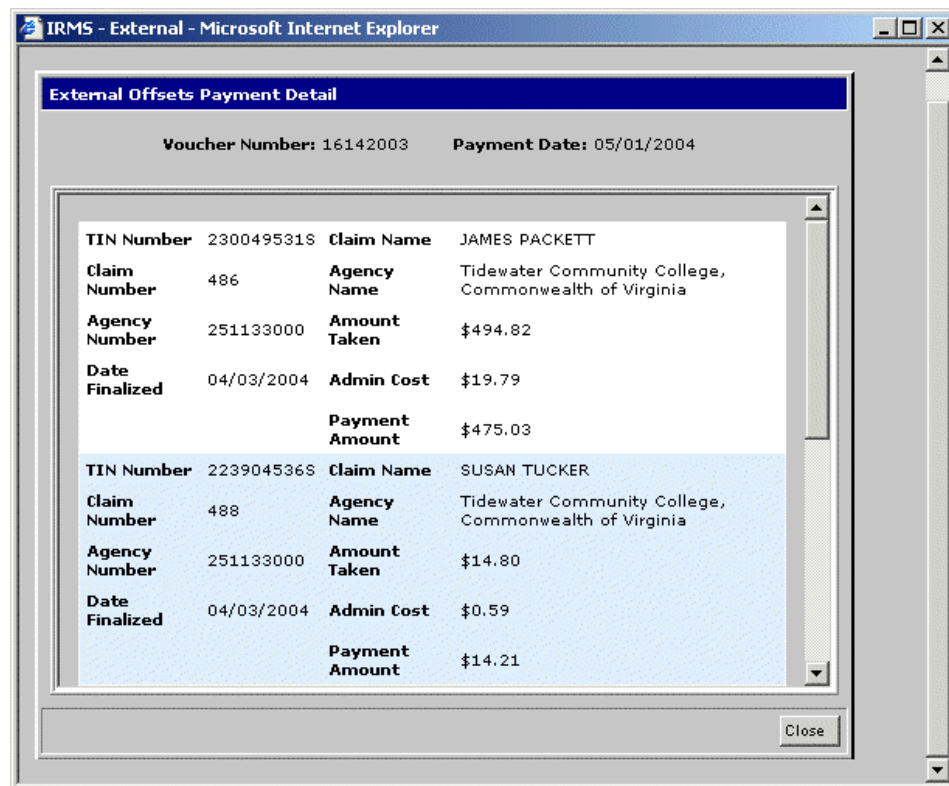 IRMS - External - Microsoft Internet Explorer
External Offsets Payment Detail
Voucher Number: 16142003 Payment Date: 05/01/2004
TIN Number 230049531S Claim Name JAMES PACKETT
Claim Number 486 Agency Name Tidewater Community College, Commonwealth of Virginia
Agency Number 251133000 Amount Taken $494.82
Date Finalized 04/03/2004 Admin Cost $19.79
Payment Amount $475.03
TIN Number 223904536S Claim Name SUSAN TUCKER
Claim Number 488 Agency Name Tidewater Community College, Commonwealth of Virginia
Agency Number 251133000 Amount Taken $14.80
Date Finalized 04/03/2004 Admin Cost $0.59
Payment Amount $14.21
Close